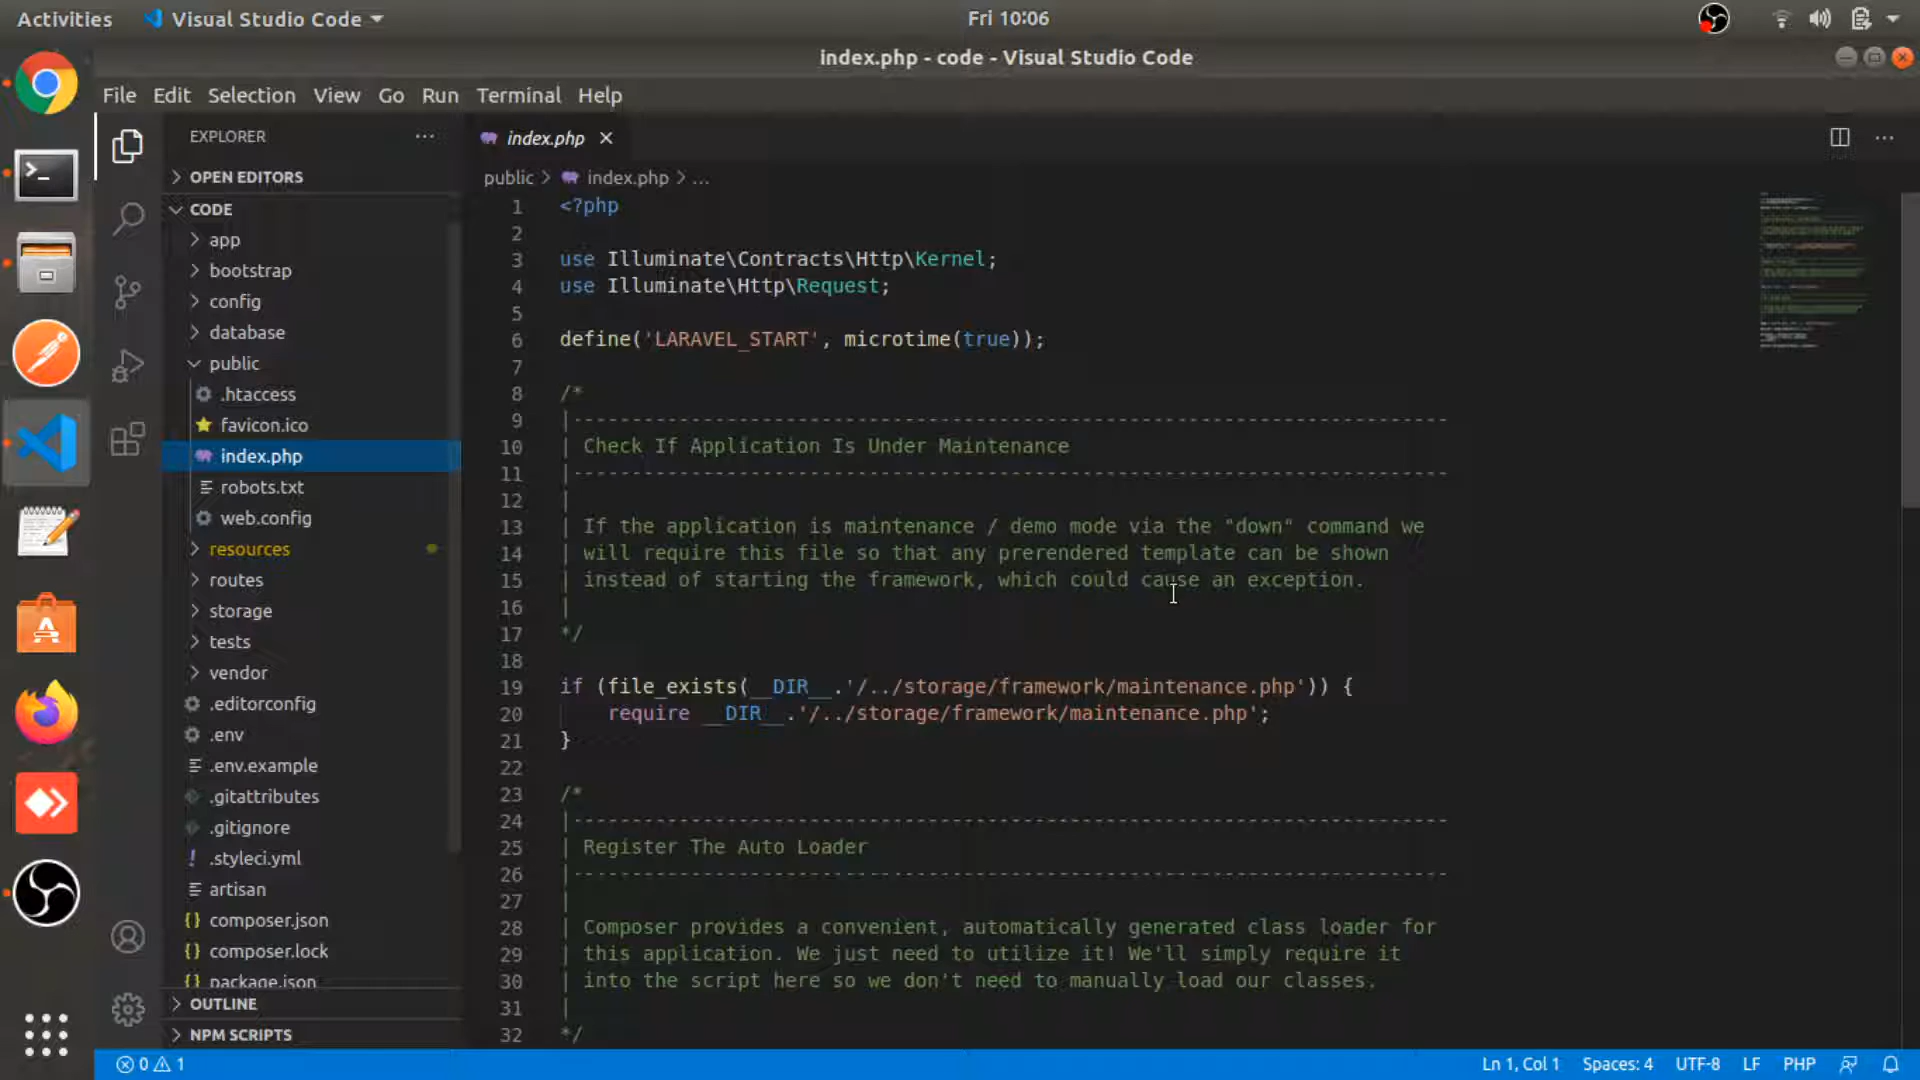 Activities
Visual Studio Code
Fri 10:06
index.php - code - Visual Studio Code
File Edit Selection View Go Run Terminal Help
EXPLORER
index.php
OPEN EDITORS
public > index.php > ...
CODE
app
bootstrap
config
database
public
.htaccess
favicon.ico
index.php
robots.txt
web.config
resources
routes
storage
tests
vendor
.editorconfig
.env
.env.example
.gitattributes
.gitignore
.styleci.yml
artisan
composer.json
composer.lock
package.json
OUTLINE
NPM SCRIPTS
1 <?php
2
3 use Illuminate\Contracts\Http\Kernel;
4 use Illuminate\Http\Request;
5
6 define('LARAVEL_START', microtime(true));
7
8 /*
9 |--------------------------------------------------------------------------
10 | Check If Application Is Under Maintenance
11 |--------------------------------------------------------------------------
12 |
13 | If the application is maintenance / demo mode via the "down" command we
14 | will require this file so that any prerendered template can be shown
15 | instead of starting the framework, which could cause an exception.
16 |
17 */
18
19 if (file_exists(__DIR__.'/../storage/framework/maintenance.php')) {
20 require __DIR__.'/../storage/framework/maintenance.php';
21 }
22
23 /*
24 |--------------------------------------------------------------------------
25 | Register The Auto Loader
26 |--------------------------------------------------------------------------
27 |
28 | Composer provides a convenient, automatically generated class loader for
29 | this application. We just need to utilize it! We'll simply require it
30 | into the script here so we don't need to manually load our classes.
31 |
32 */
0 1
Ln 1, Col 1 Spaces: 4 UTF-8 LF PHP